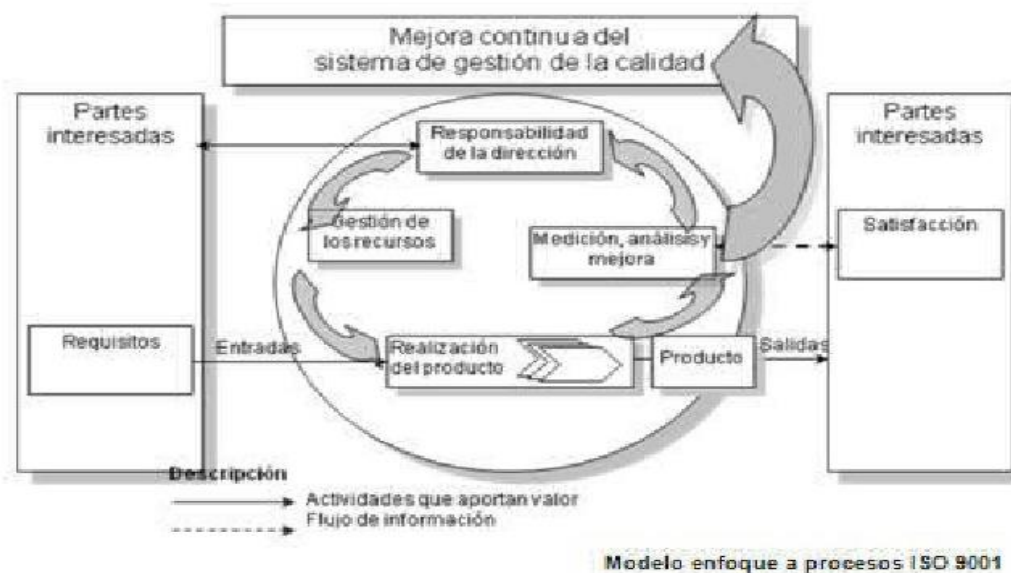 Mejora continua del
sistema de gestión de la calidad
Partes
interesadas
Responsabilidad
de la dirección
Partes
interesadas
Gestión de
los recursos
Medición, análisis y
mejora
Satisfacción
Requisitos
Entradas
Realización
del producto
Producto
Salidas
Descripción
Actividades que aportan valor
Flujo de información
Modelo enfoque a procesos ISO 9001